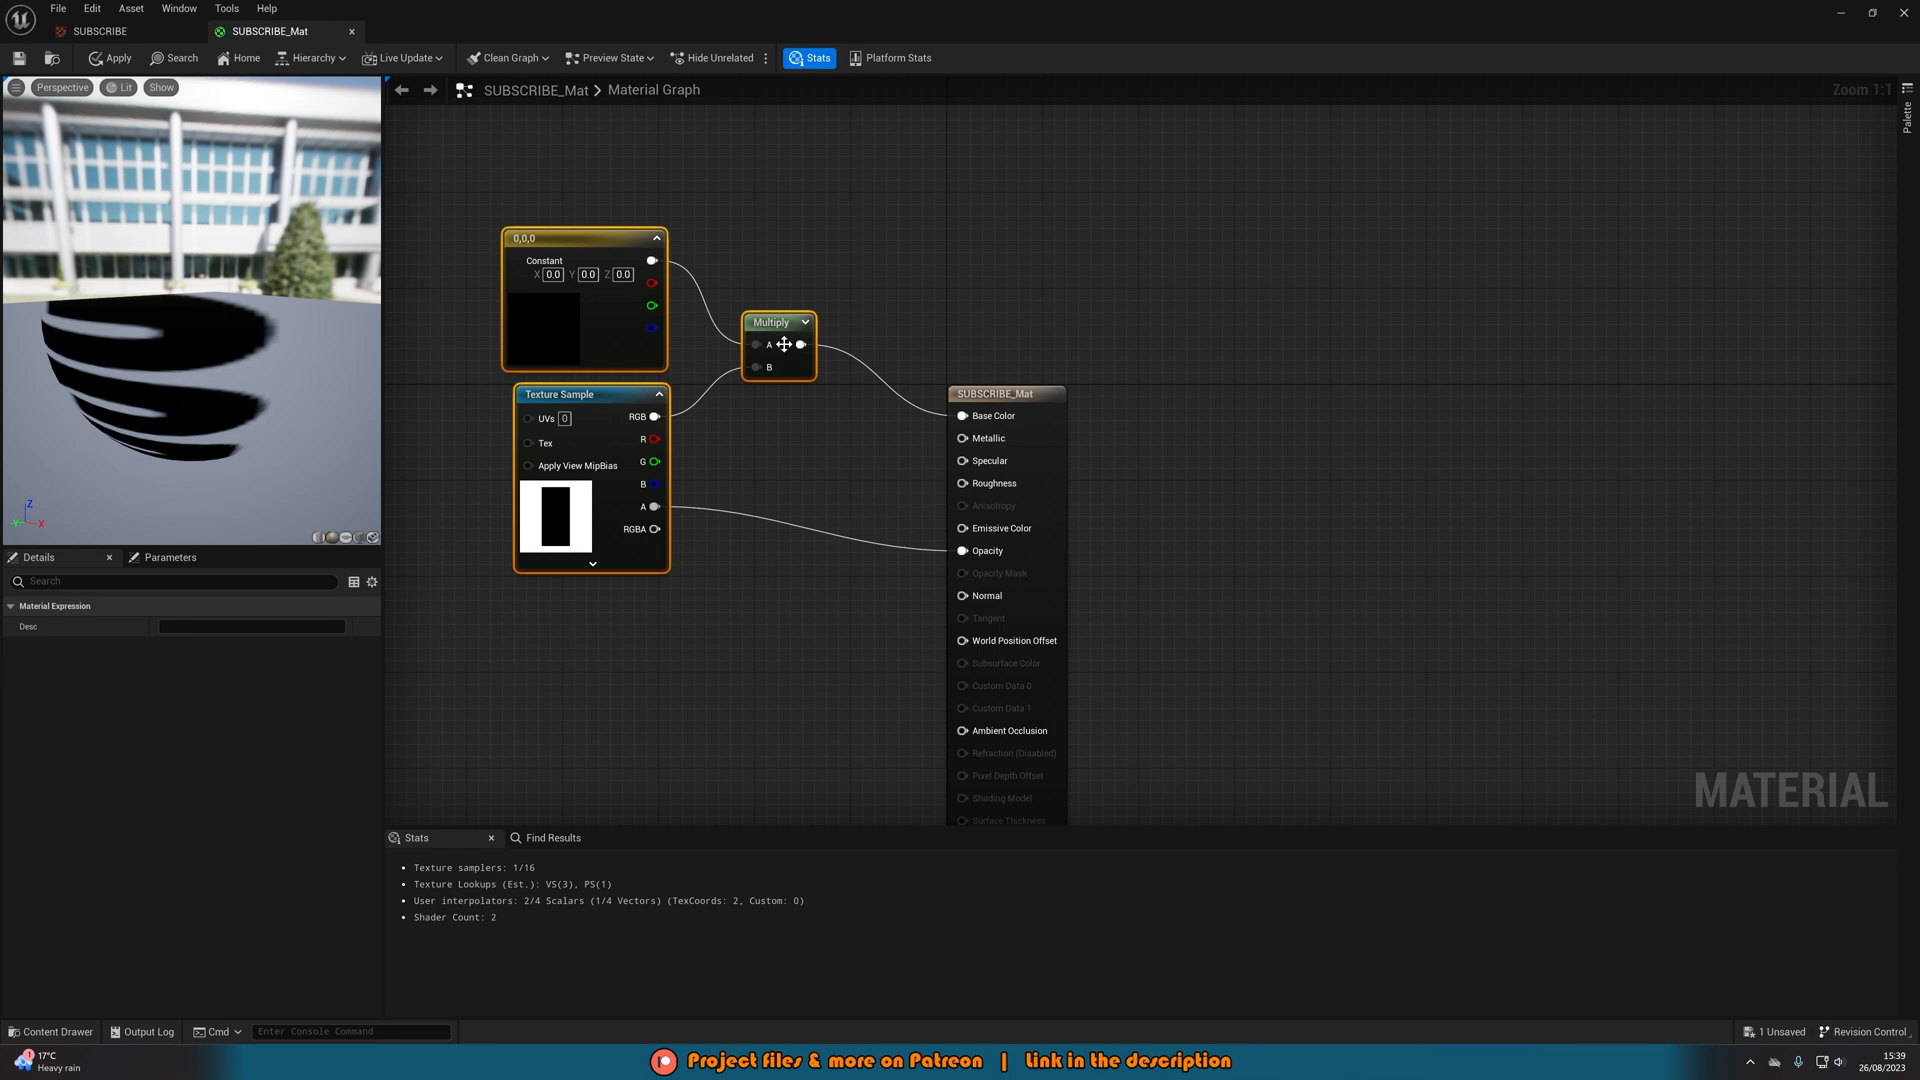 File Edit Asset Window Tools Help
SUBSCRIBE SUBSCRIBE_Mat
Apply Search Home Hierarchy Live Update Clean Graph Preview State Hide Unrelated Stats Platform Stats
Perspective Lit Show
SUBSCRIBE_Mat > Material Graph
Zoom 1:1
Palette
0,0,0
Constant
X 0.0 Y 0.0 Z 0.0
Multiply
A
B
Texture Sample
UVs 0 RGB
Tex R
Apply View MipBias G
B
A
RGBA
SUBSCRIBE_Mat
Base Color
Metallic
Specular
Roughness
Anisotropy
Emissive Color
Opacity
Opacity Mask
Normal
Tangent
World Position Offset
Subsurface Color
Custom Data 0
Custom Data 1
Ambient Occlusion
Refraction (Disabled)
Pixel Depth Offset
Shading Model
Surface Thickness
MATERIAL
Z
Y X
Details Parameters
Search
Material Expression
Desc
Stats Find Results
Texture samplers: 1/16
Texture Lookups (Est.): VS(3), PS(1)
User interpolators: 2/4 Scalars (1/4 Vectors) (TexCoords: 2, Custom: 0)
Shader Count: 2
Content Drawer Output Log Cmd Enter Console Command 1 Unsaved Revision Control
1 17°C
Heavy rain
Project files & more on Patreon | Link in the description
15:39
26/08/2023